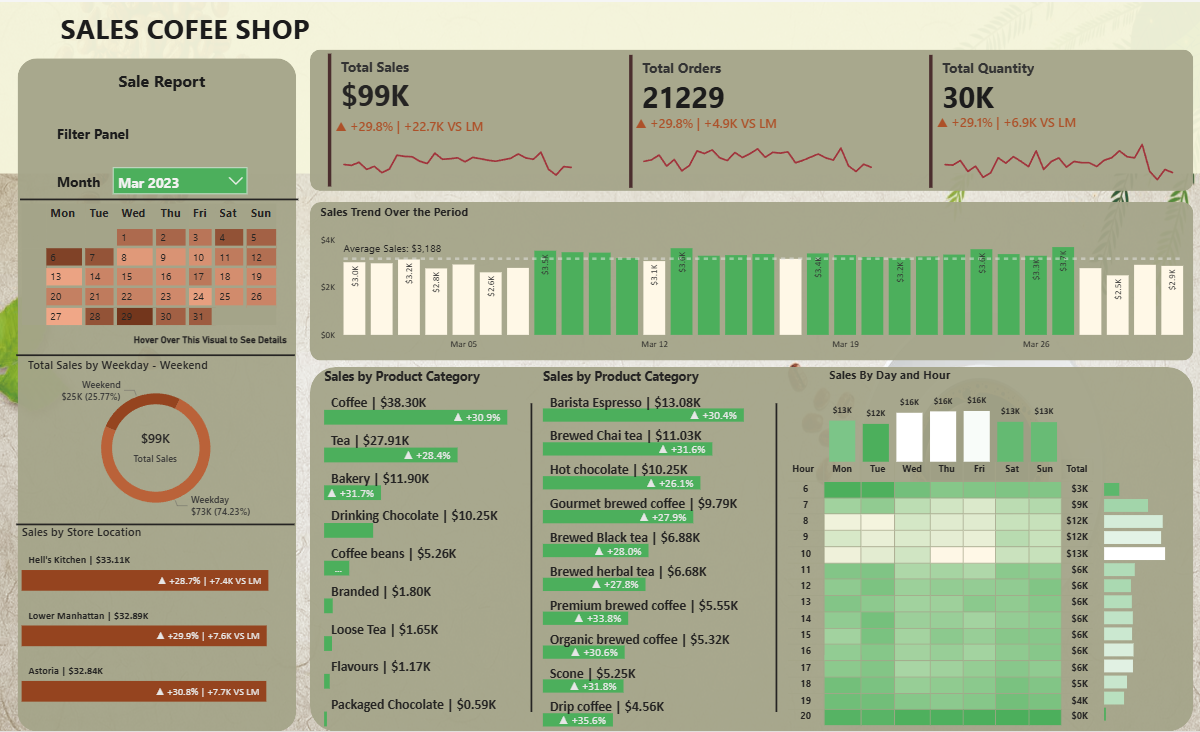 SALES COFEE SHOP
Sale Report
Filter Panel
Month Mar 2023
Mon Tue Wed Thu Fri Sat Sun
1 2 3 4 5
6 7 8 9 10 11 12
13 14 15 16 17 18 19
20 21 22 23 24 25 26
27 28 29 30 31
Hover Over This Visual to See Details
Total Sales by Weekday - Weekend
Weekend
$25K (25.77%)
$99K
Total Sales
Weekday
$73K (74.23%)
Sales by Store Location
Hell's Kitchen | $33.11K
▲ +28.7% | +7.4K VS LM
Lower Manhattan | $32.89K
▲ +29.9% | +7.6K VS LM
Astoria | $32.84K
▲ +30.8% | +7.7K VS LM
Total Sales
$99K
▲ +29.8% | +22.7K VS LM
Total Orders
21229
▲ +29.8% | +4.9K VS LM
Total Quantity
30K
▲ +29.1% | +6.9K VS LM
Sales Trend Over the Period
$4K
Average Sales: $3,188
$2K
$0K
$3.0K $3.2K $2.8K $2.6K $3.5K $3.1K $3.6K $3.4K $3.2K $3.6K $3.3K $3.7K $2.5K $2.9K
Mar 05 Mar 12 Mar 19 Mar 26
Sales by Product Category
Coffee | $38.30K
▲ +30.9%
Tea | $27.91K
▲ +28.4%
Bakery | $11.90K
▲ +31.7%
Drinking Chocolate | $10.25K
Coffee beans | $5.26K
...
Branded | $1.80K
Loose Tea | $1.65K
Flavours | $1.17K
Packaged Chocolate | $0.59K
Sales by Product Category
Barista Espresso | $13.08K
▲ +30.4%
Brewed Chai tea | $11.03K
▲ +31.6%
Hot chocolate | $10.25K
▲ +26.1%
Gourmet brewed coffee | $9.79K
▲ +27.9%
Brewed Black tea | $6.88K
▲ +28.0%
Brewed herbal tea | $6.68K
▲ +27.8%
Premium brewed coffee | $5.55K
▲ +33.8%
Organic brewed coffee | $5.32K
▲ +30.6%
Scone | $5.25K
▲ +31.8%
Drip coffee | $4.56K
▲ +35.6%
Sales By Day and Hour
$13K $12K $16K $16K $16K $13K $13K
Hour Mon Tue Wed Thu Fri Sat Sun Total
6 $3K
7 $9K
8 $12K
9 $12K
10 $13K
11 $6K
12 $6K
13 $6K
14 $6K
15 $6K
16 $6K
17 $6K
18 $5K
19 $4K
20 $0K